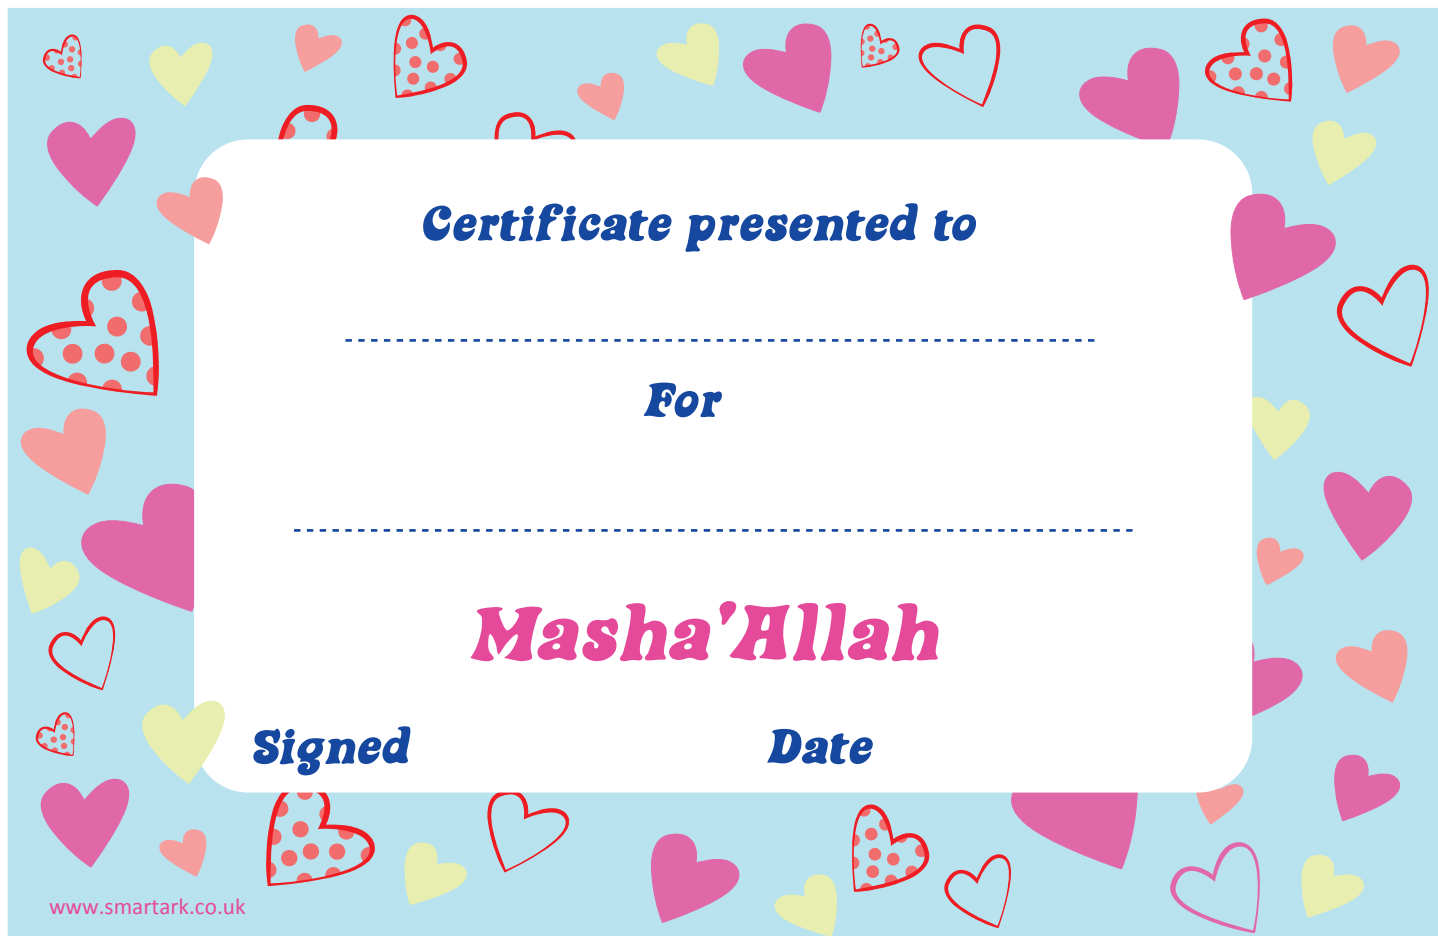 Certificate presented to
For
Masha'Allah
Signed Date
www.smartark.co.uk